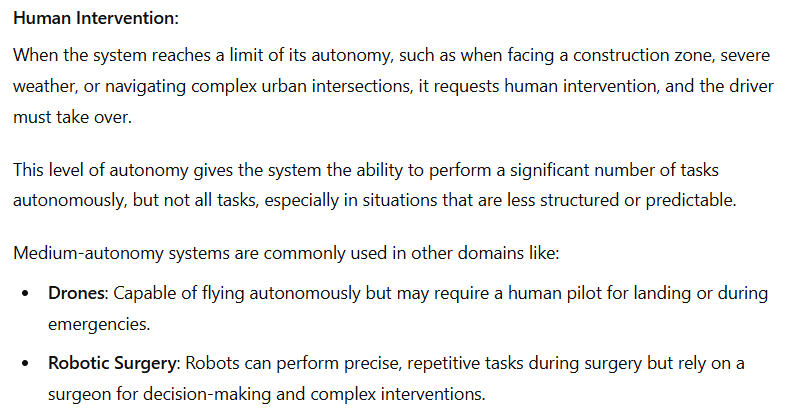 Human Intervention:
When the system reaches a limit of its autonomy, such as when facing a construction zone, severe
weather, or navigating complex urban intersections, it requests human intervention, and the driver
must take over.
This level of autonomy gives the system the ability to perform a significant number of tasks
autonomously, but not all tasks, especially in situations that are less structured or predictable.
Medium-autonomy systems are commonly used in other domains like:
• Drones: Capable of flying autonomously but may require a human pilot for landing or during
emergencies.
• Robotic Surgery: Robots can perform precise, repetitive tasks during surgery but rely on a
surgeon for decision-making and complex interventions.